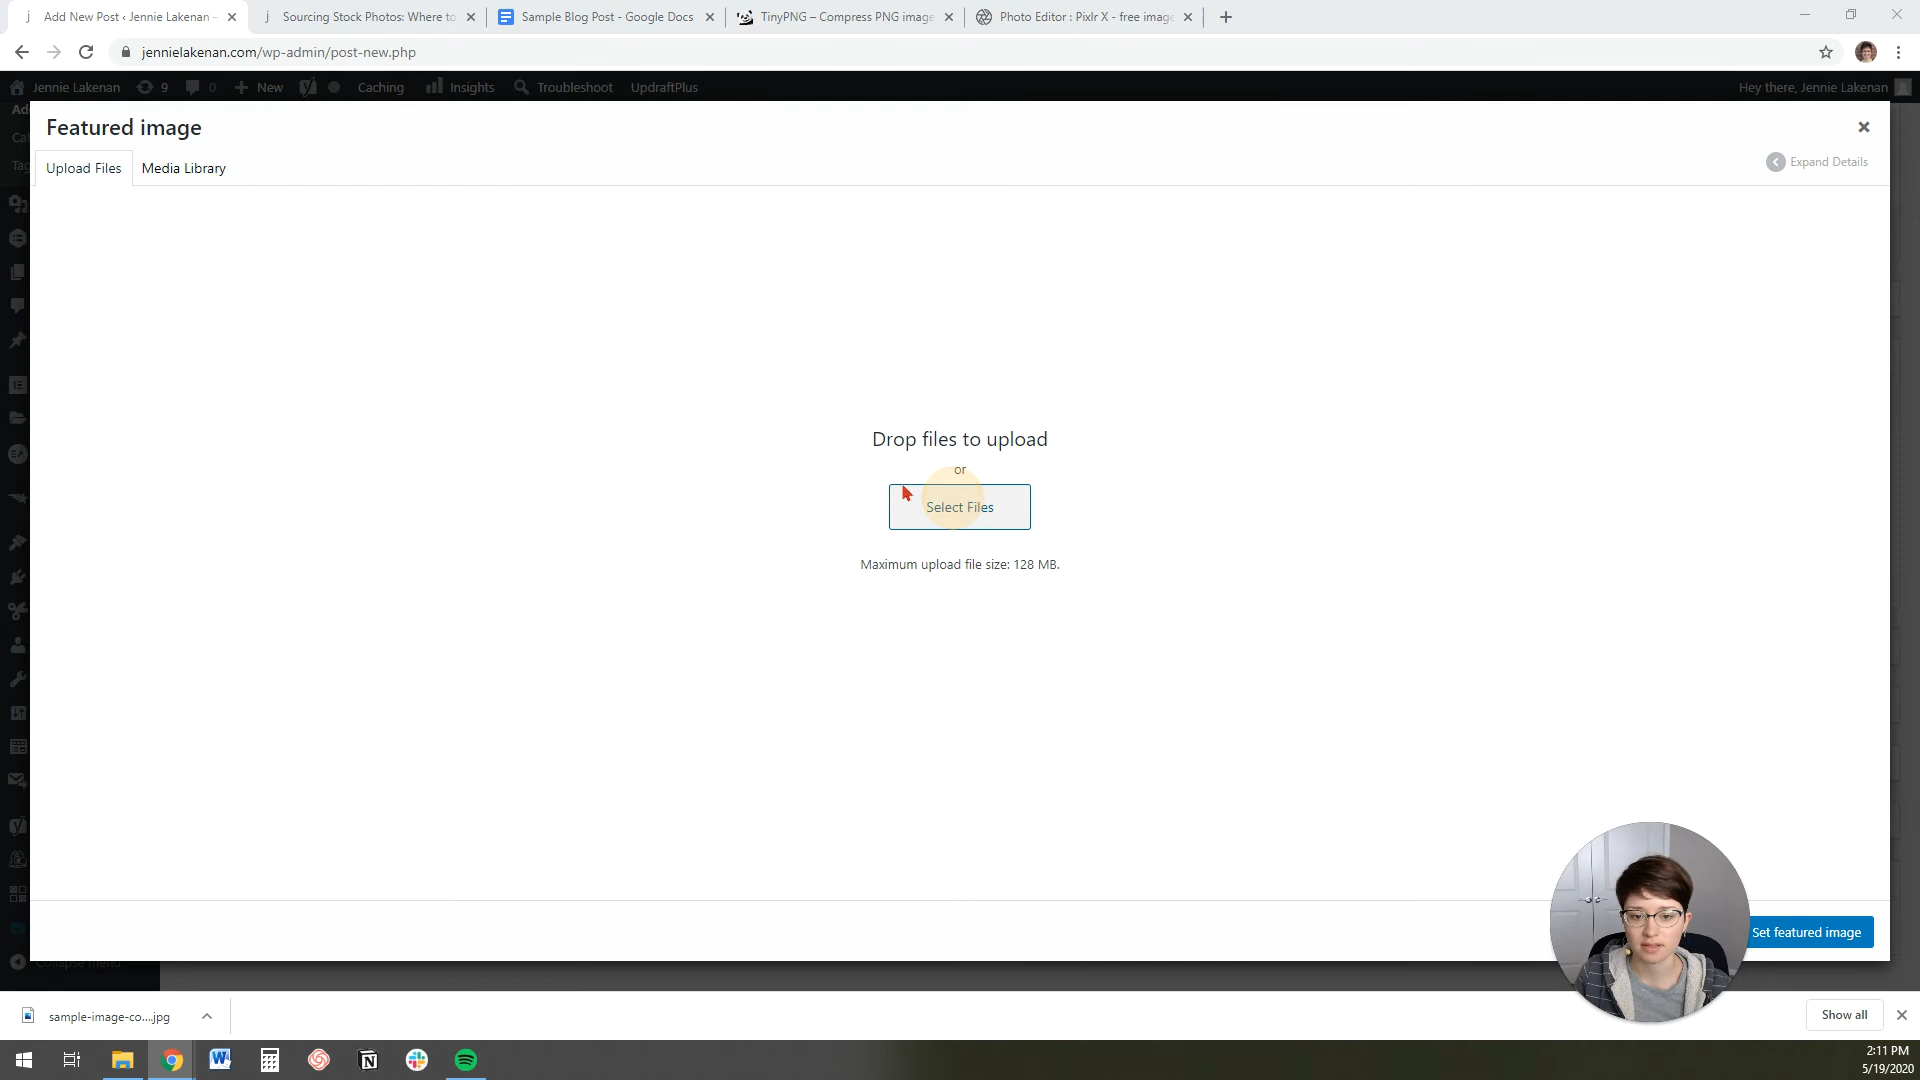 Add New Post ‹ Jennie Lakenan –
Sourcing Stock Photos: Where to
Sample Blog Post - Google Docs
TinyPNG – Compress PNG image
Photo Editor : Pixlr X - free image
jennielakenan.com/wp-admin/post-new.php
Jennie Lakenan
9
0
New
Caching
Insights
Troubleshoot
UpdraftPlus
Hey there, Jennie Lakenan
Featured image
Upload Files
Media Library
Expand Details
Drop files to upload
or
Select Files
Maximum upload file size: 128 MB.
Set featured image
Collapse menu
sample-image-co....jpg
Show all
2:11 PM
5/19/2020